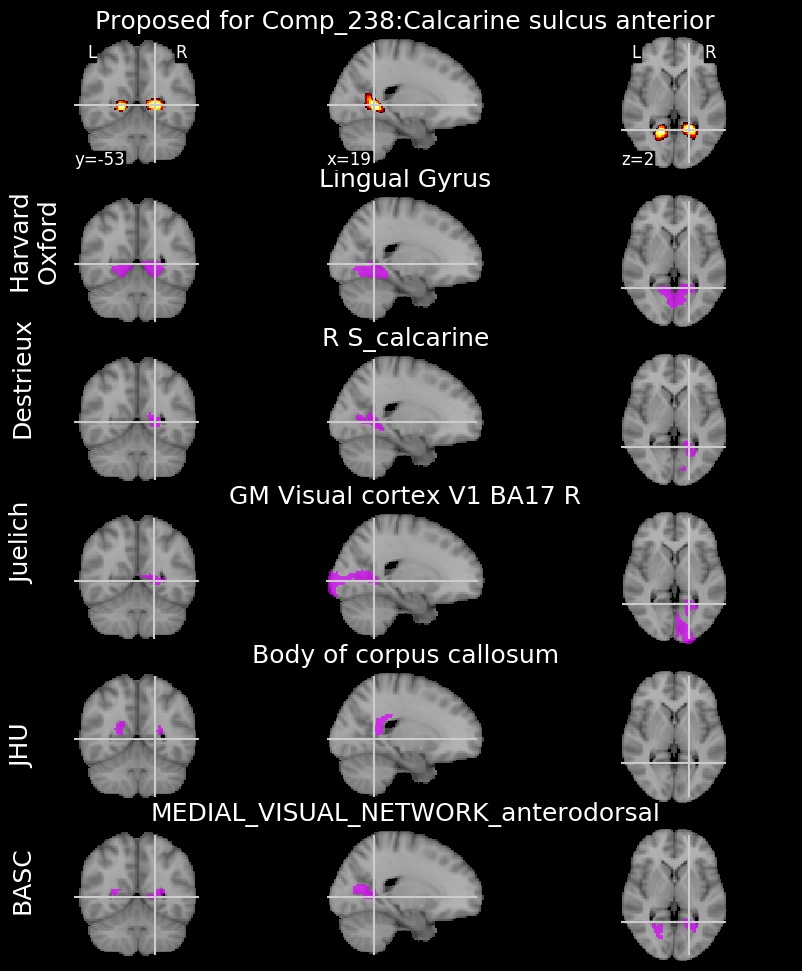 Proposed for Comp_238:Calcarine sulcus anterior
L R L R
y=-53 x=19 z=2
Lingual Gyrus
Harvard
Oxford
R S_calcarine
Destrieux
GM Visual cortex V1 BA17 R
Juelich
Body of corpus callosum
JHU
MEDIAL_VISUAL_NETWORK_anterodorsal
BASC